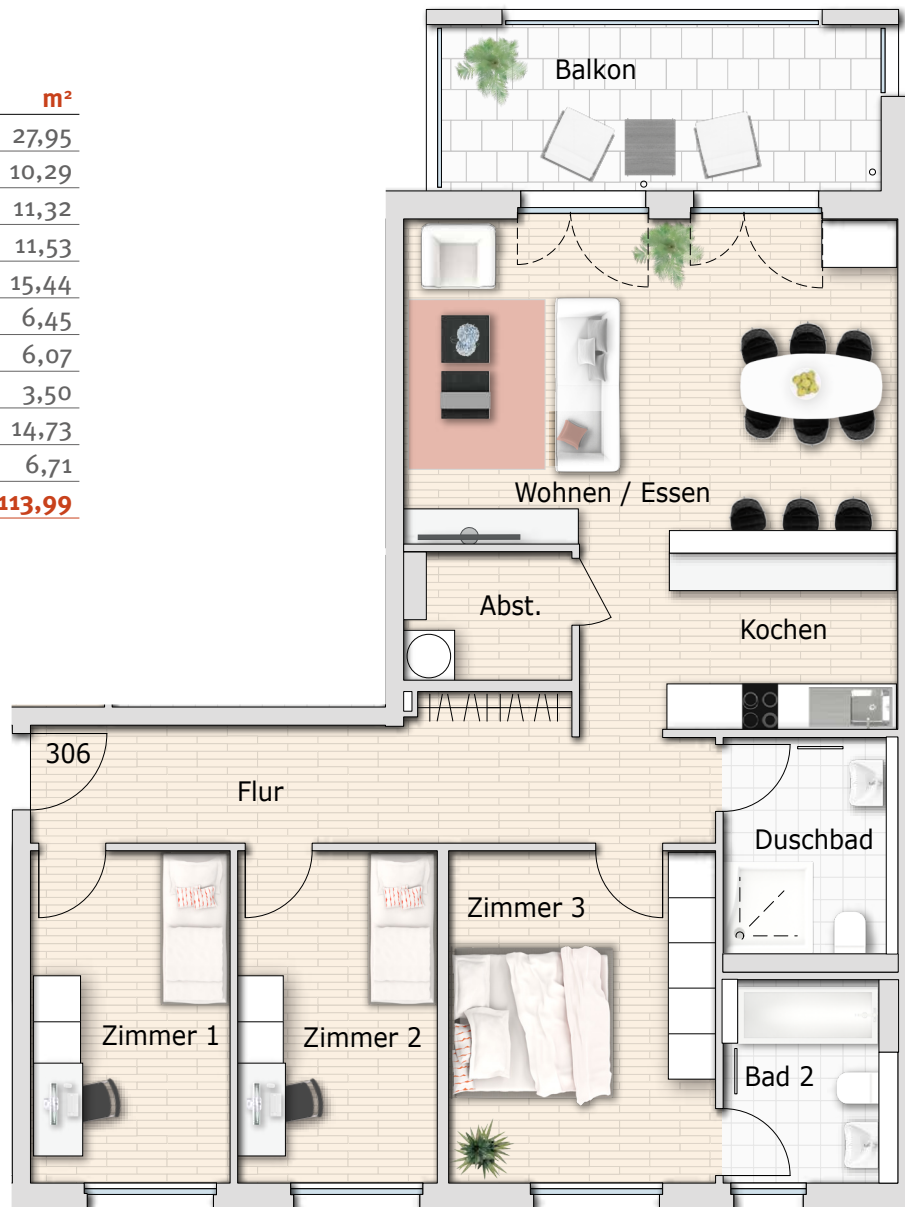 m²
27,95
10,29
11,32
11,53
15,44
6,45
6,07
3,50
14,73
6,71
113,99
Balkon
Wohnen / Essen
Abst.
Kochen
306
Flur
Duschbad
Zimmer 3
Zimmer 1
Zimmer 2
Bad 2